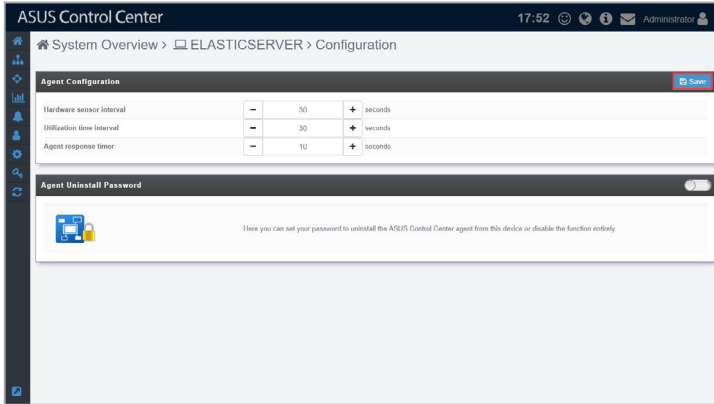 ASUS Control Center
17:52
Administrator
System Overview > ELASTICSERVER > Configuration
Agent Configuration
Save
Hardware sensor interval - 30 + seconds
Utilization time interval - 30 + seconds
Agent response timer - 10 + seconds
Agent Uninstall Password
Here you can set your password to uninstall the ASUS Control Center agent from this device or disable the function entirely